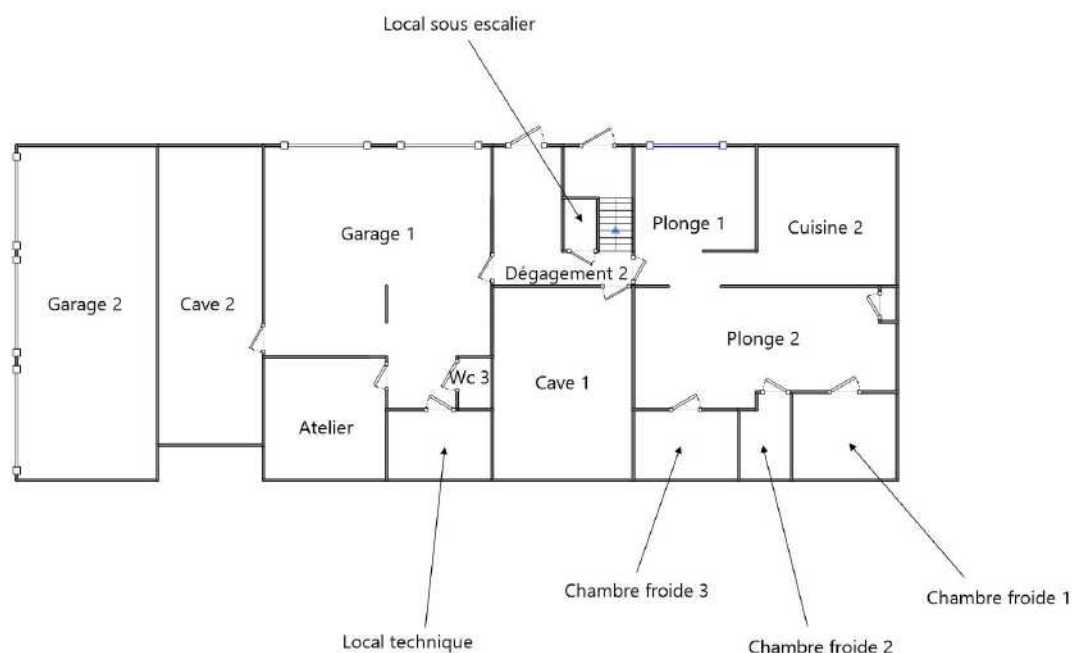 Local sous escalier
Plonge 1
Cuisine 2
Garage 1
Dégagement 2
Garage 2
Cave 2
Plonge 2
Wc 3
Cave 1
Atelier
Chambre froide 3
Chambre froide 1
Local technique
Chambre froide 2